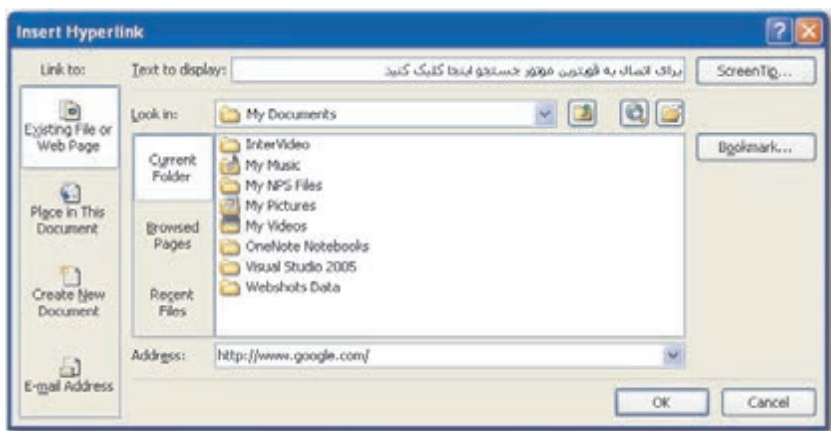 Insert Hyperlink
Link to:
Text to display:
برای اتصال به قویترین موتور جستجو اینجا کلیک کنید
ScreenTip...
Existing File or
Web Page
Look in:
My Documents
Bookmark...
Current
Folder
InterVideo
My Music
My NPS Files
My Pictures
My Videos
OneNote Notebooks
Visual Studio 2005
Webshots Data
Place in This
Document
Browsed
Pages
Create New
Document
Recent
Files
E-mail Address
Address:
http://www.google.com/
OK
Cancel